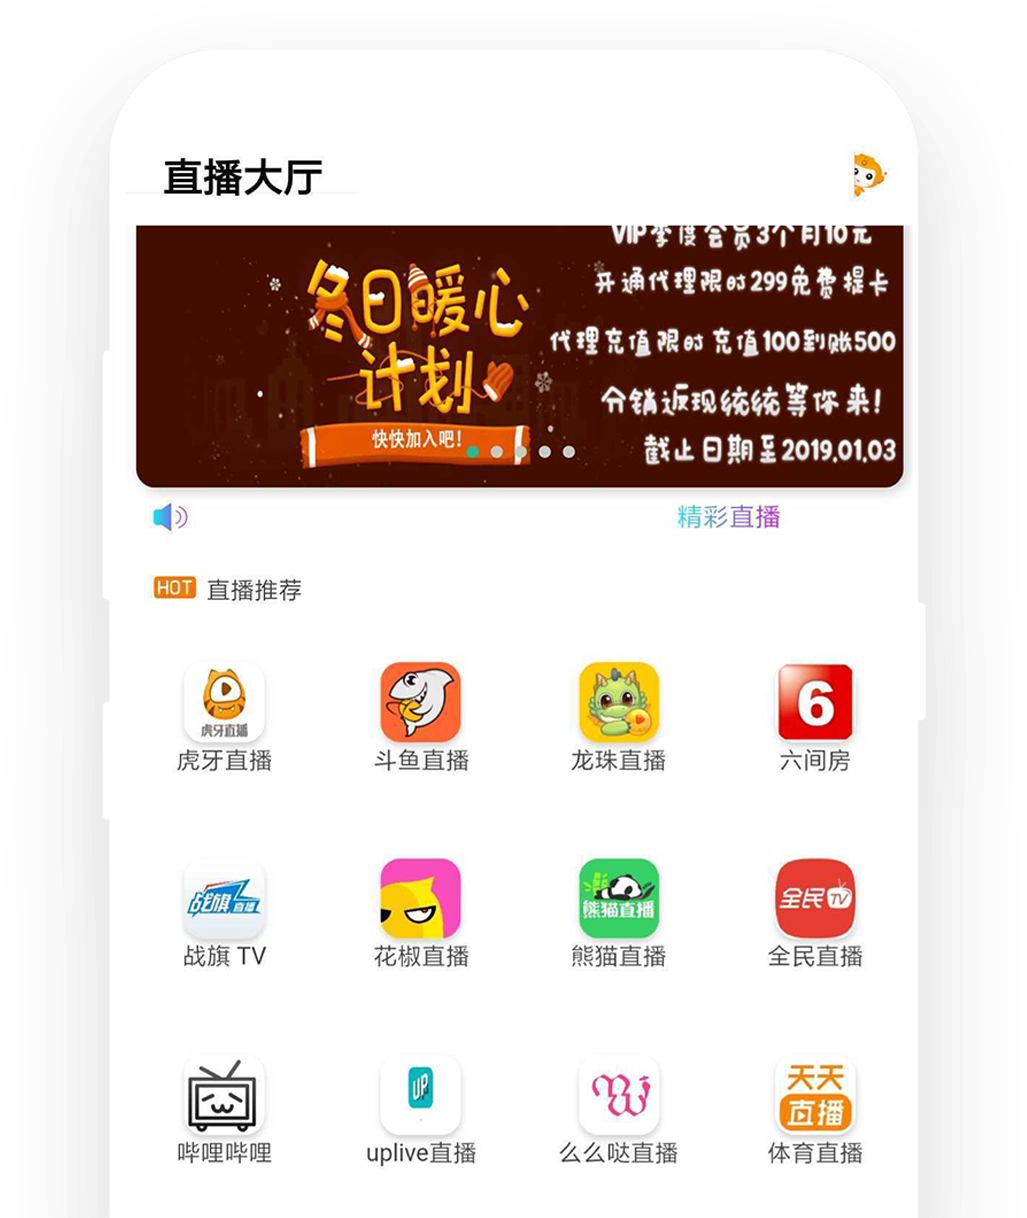 直播大厅
VIP季度会员3个月10元
冬日暖心
计划
快快加入吧！
开通代理限时299免费提卡
代理充值限时 充值100到账500
分销返现统统等你来！
截止日期至2019.01.03
精彩直播
HOT 直播推荐
虎牙直播
6
虎牙直播 斗鱼直播 龙珠直播 六间房
战旗直播
熊猫直播
全民TV
战旗 TV 花椒直播 熊猫直播 全民直播
UP
天天
直播
哔哩哔哩 uplive直播 么么哒直播 体育直播